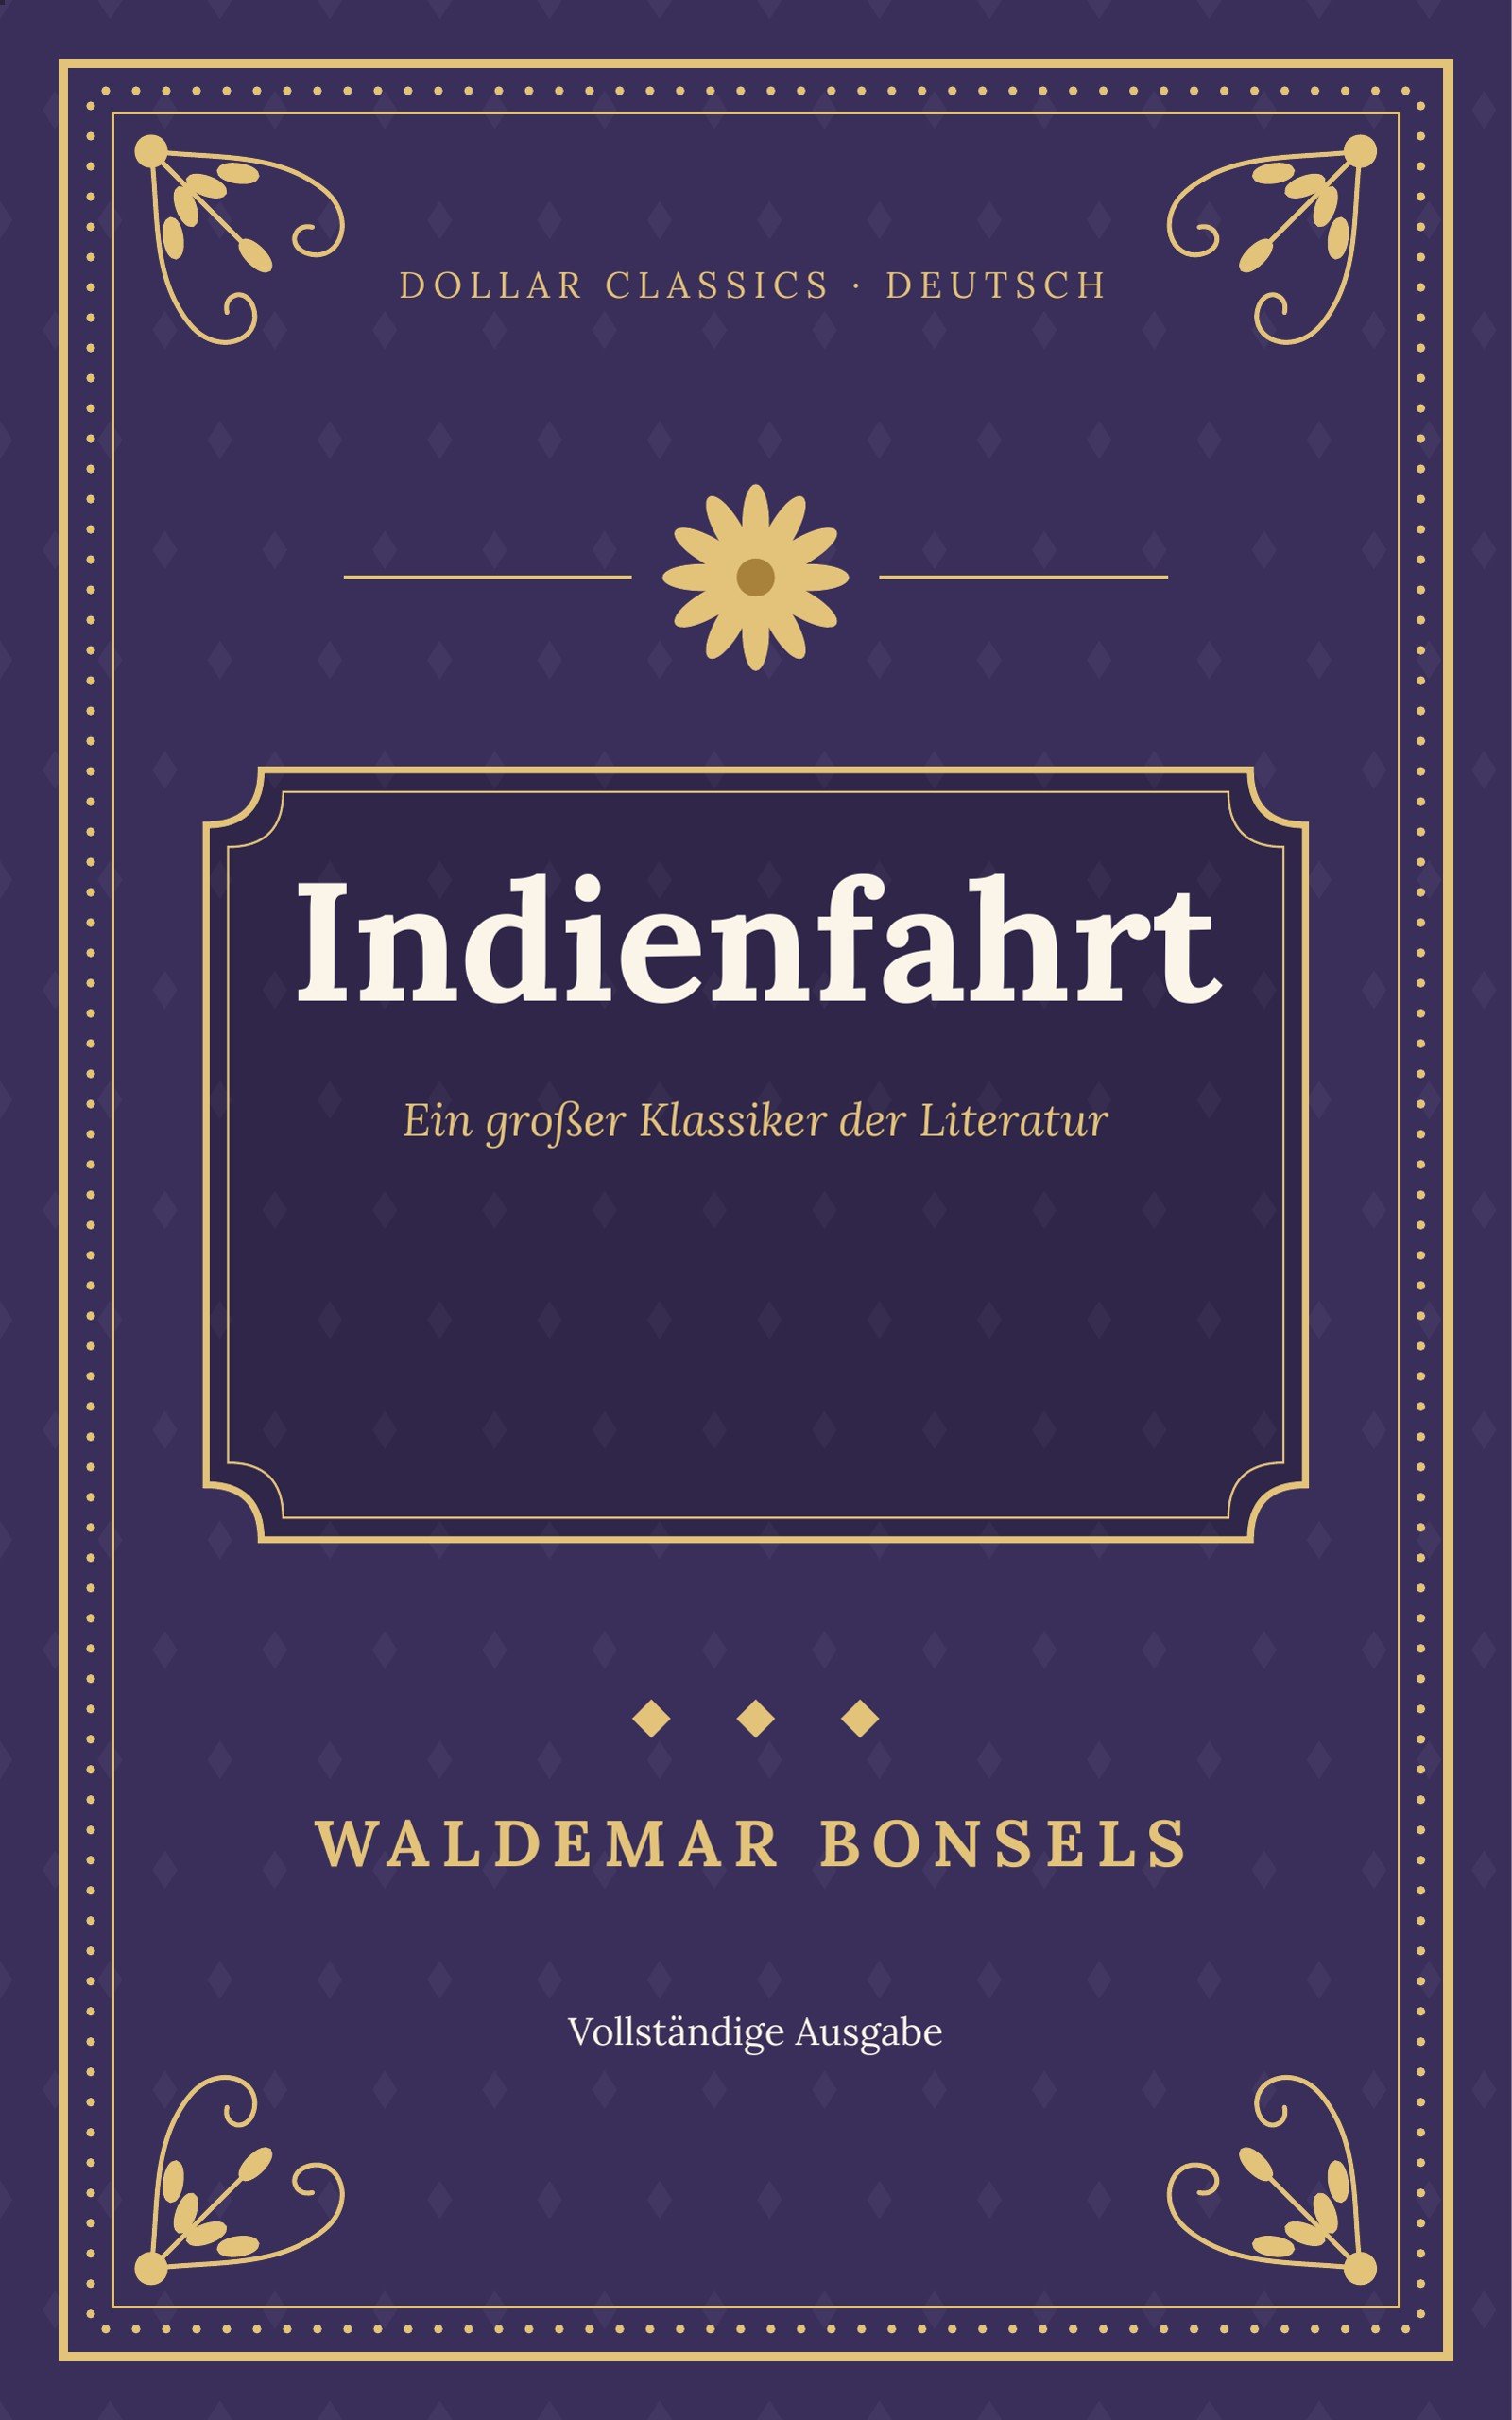 DOLLAR CLASSICS · DEUTSCH
Indienfahrt
Ein großer Klassiker der Literatur
WALDEMAR BONSELS
Vollständige Ausgabe